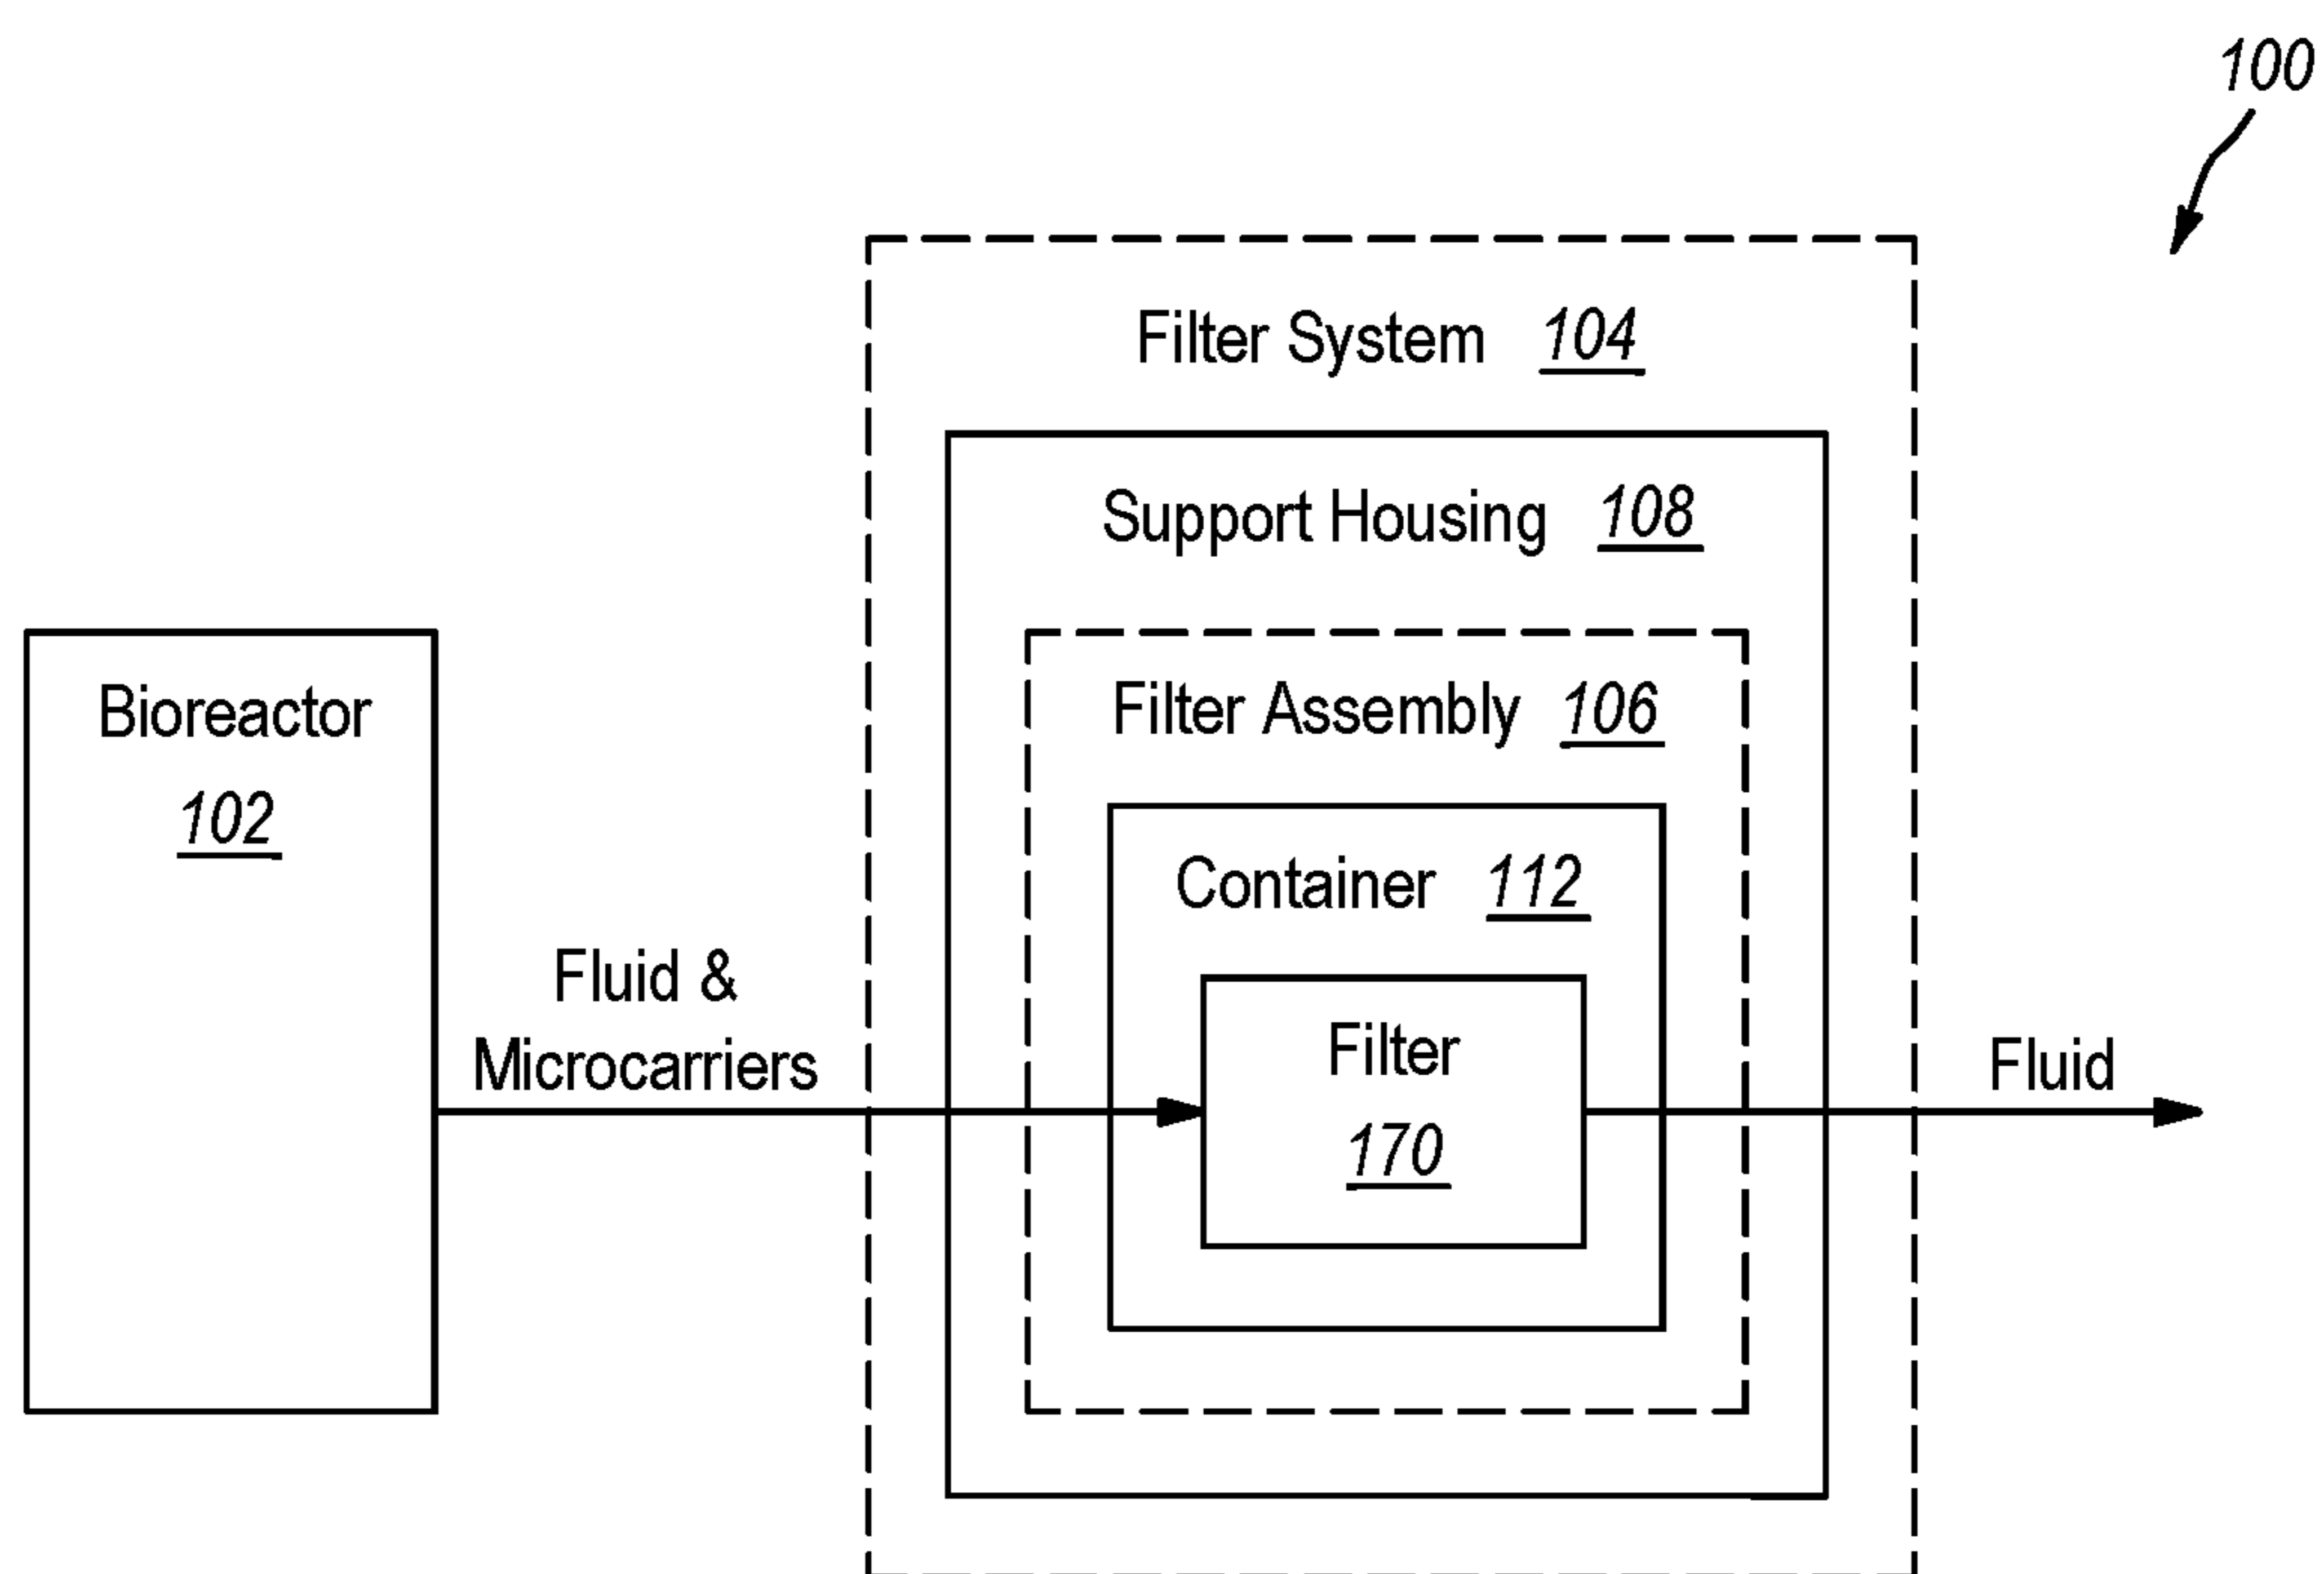 100
Filter System 104
Support Housing 108
Filter Assembly 106
Bioreactor
102
Container 112
Fluid &
Microcarriers
Filter
170
Fluid